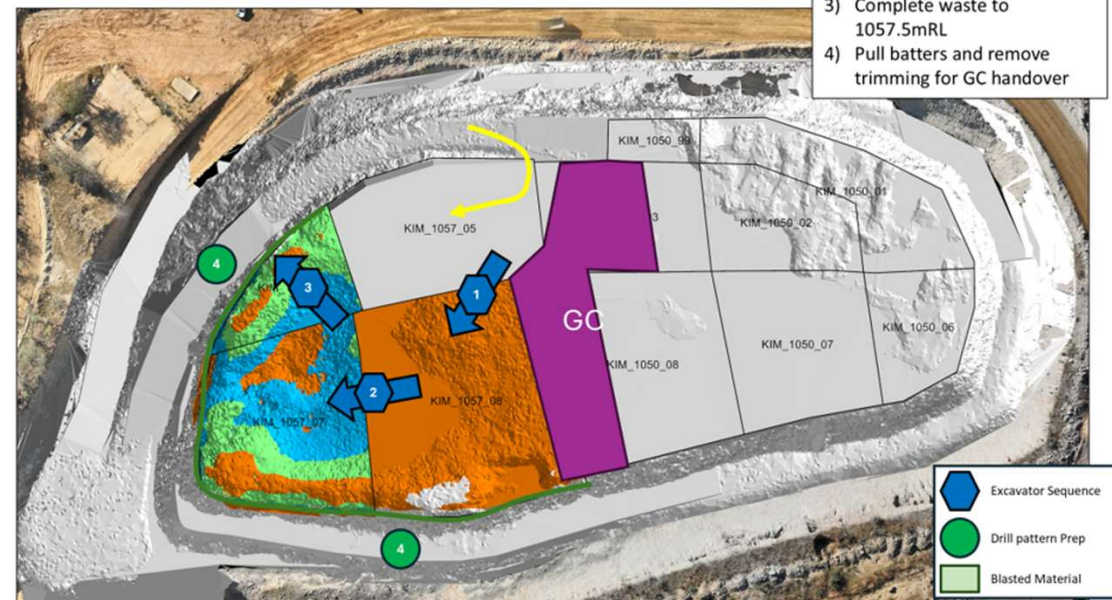 3) Complete waste to
1057.5mRL
4) Pull batters and remove
trimming for GC handover
KIM_1050_99
KIM_1050_01
3
KIM_1050_02
KIM_1057_05
4
3
1
GC
KIM_1050_06
KIM_1050_07
KIM_1050_08
2
KIM_1057_08
KIM_1057_07
Excavator Sequence
4
Drill pattern Prep
Blasted Material